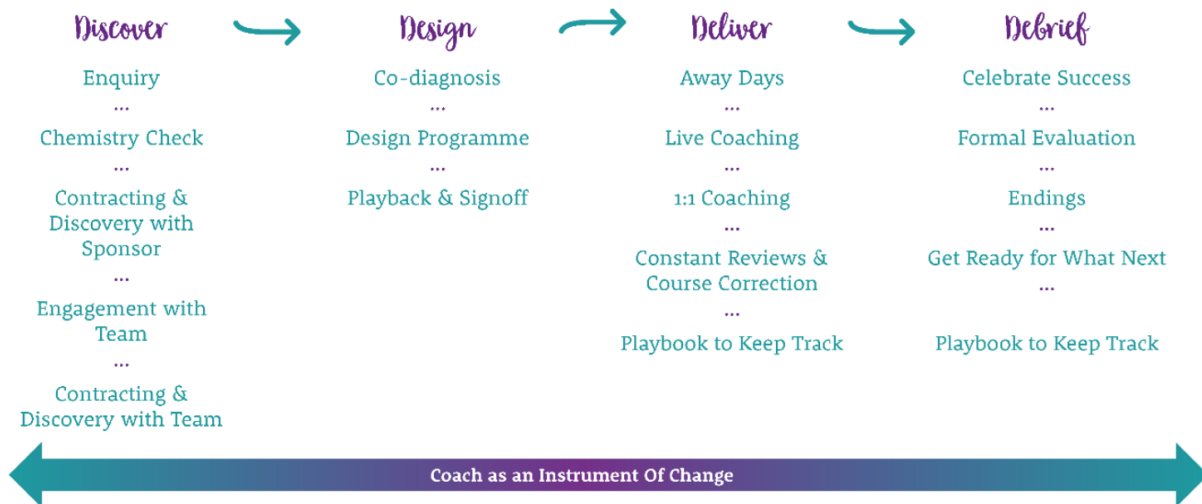 Discover
Enquiry
...
Chemistry Check
...
Contracting &
Discovery with
Sponsor
...
Engagement with
Team
...
Contracting &
Discovery with Team
Design
Co-diagnosis
...
Design Programme
...
Playback & Signoff
Deliver
Away Days
...
Live Coaching
...
1:1 Coaching
...
Constant Reviews &
Course Correction
...
Playbook to Keep Track
Debrief
Celebrate Success
...
Formal Evaluation
...
Endings
...
Get Ready for What Next
...
Playbook to Keep Track
Coach as an Instrument Of Change